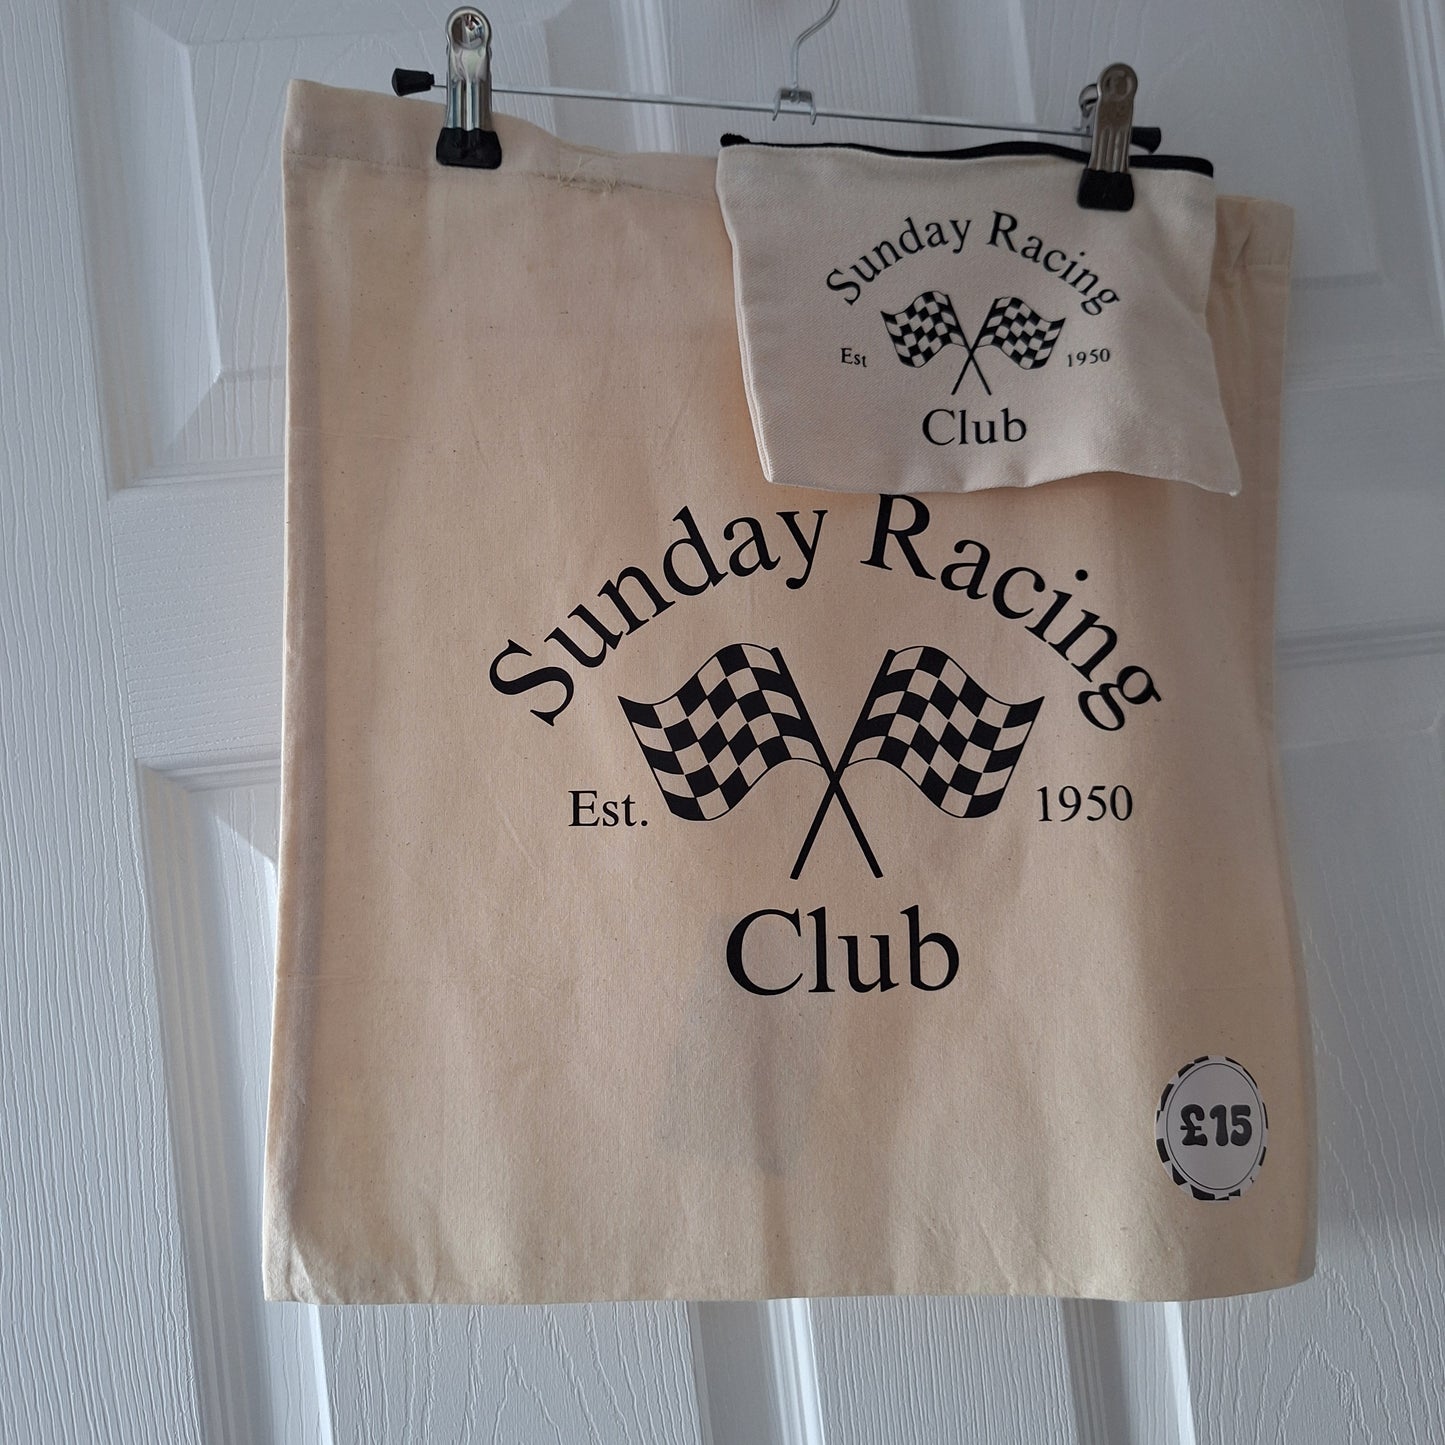 Sunday Racing
Est 1950
Club
Sunday Racing
Est. 1950
Club
£15